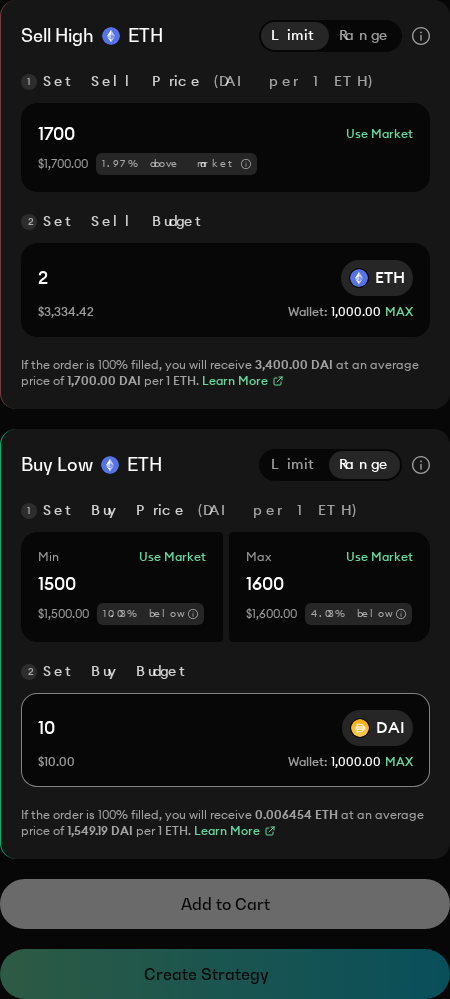 Sell High ETH Limit Range
1 Set Sell Price (DAI per 1 ETH)
1700 Use Market
$1,700.00 1.97% above market
2 Set Sell Budget
2 ETH
$3,334.42 Wallet: 1,000.00 MAX
If the order is 100% filled, you will receive 3,400.00 DAI at an average
price of 1,700.00 DAI per 1 ETH. Learn More
Buy Low ETH Limit Range
1 Set Buy Price (DAI per 1 ETH)
Min Use Market Max Use Market
1500 1600
$1,500.00 10.03% below $1,600.00 4.03% below
2 Set Buy Budget
10 DAI
$10.00 Wallet: 1,000.00 MAX
If the order is 100% filled, you will receive 0.006454 ETH at an average
price of 1,549.19 DAI per 1 ETH. Learn More
Add to Cart
Create Strategy